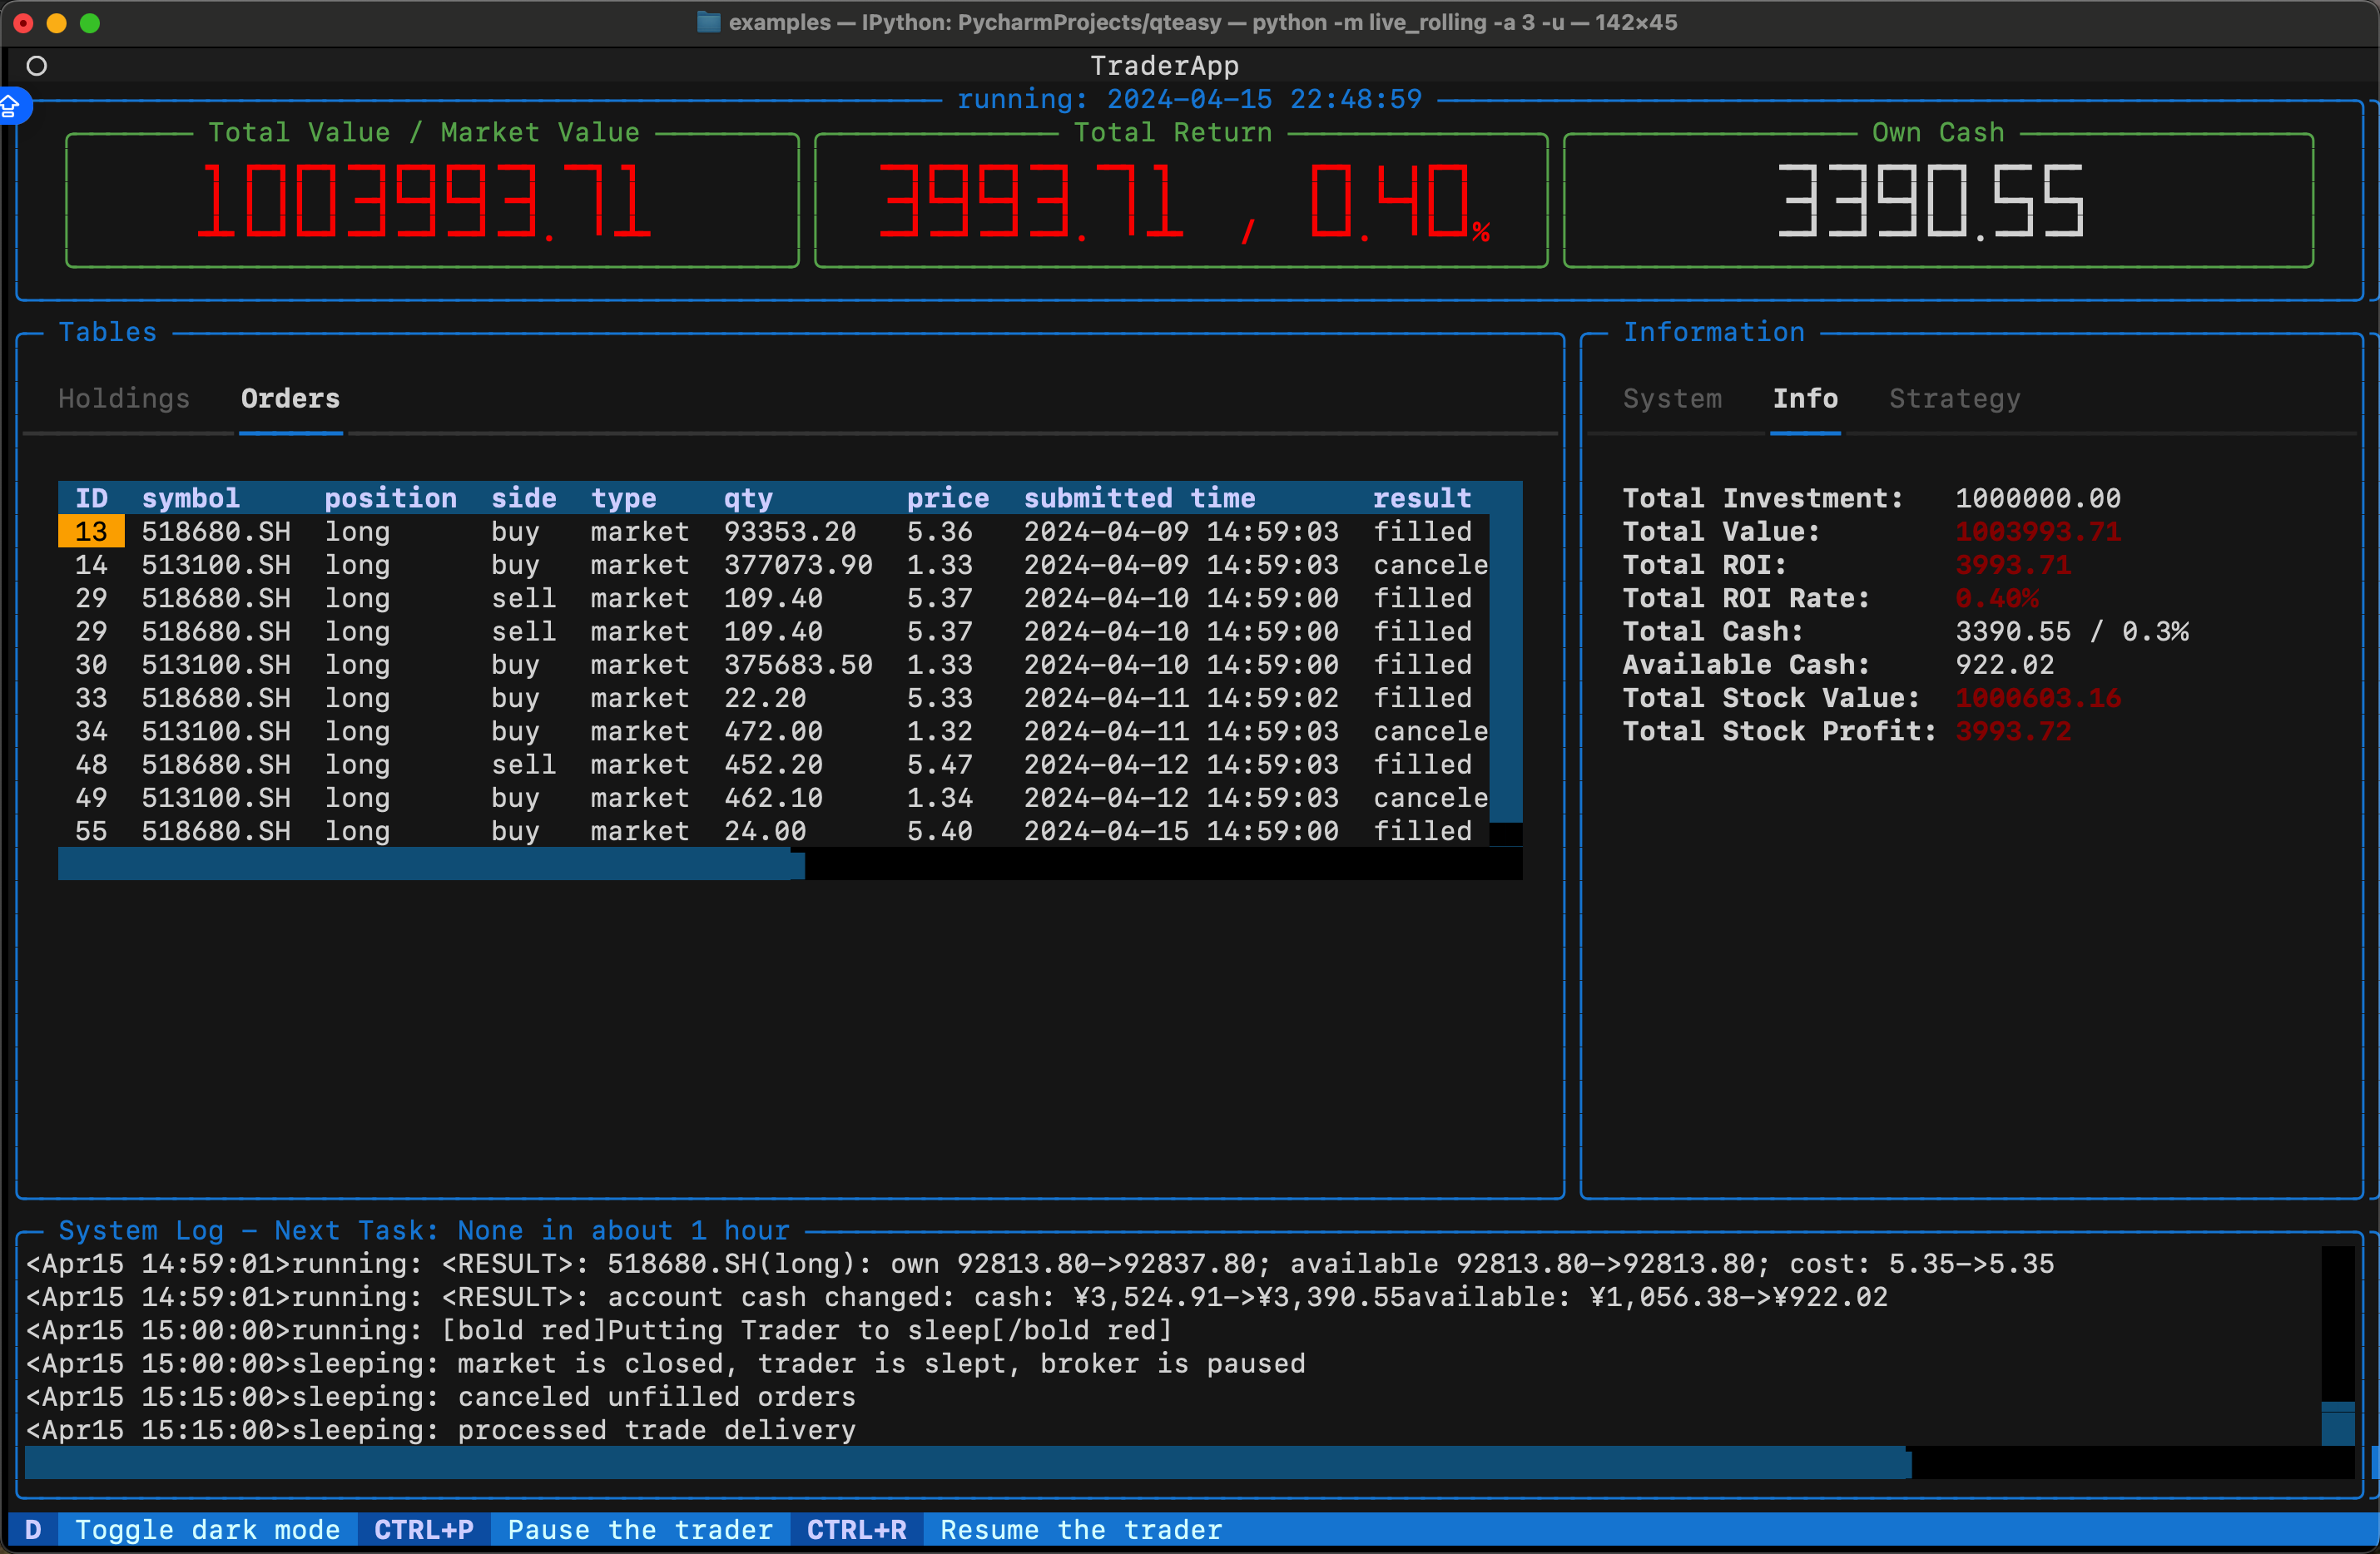 examples — IPython: PycharmProjects/qteasy — python -m live_rolling -a 3 -u — 142×45
TraderApp
running: 2024-04-15 22:48:59
Total Value / Market Value
1003993.71
Total Return
3993.71 / 0.40%
Own Cash
3390.55
Tables
Holdings Orders
ID symbol position side type qty price submitted time result
13 518680.SH long buy market 93353.20 5.36 2024-04-09 14:59:03 filled
14 513100.SH long buy market 377073.90 1.33 2024-04-09 14:59:03 cancele
29 518680.SH long sell market 109.40 5.37 2024-04-10 14:59:00 filled
29 518680.SH long sell market 109.40 5.37 2024-04-10 14:59:00 filled
30 513100.SH long buy market 375683.50 1.33 2024-04-10 14:59:00 filled
33 518680.SH long buy market 22.20 5.33 2024-04-11 14:59:02 filled
34 513100.SH long buy market 472.00 1.32 2024-04-11 14:59:03 cancele
48 518680.SH long sell market 452.20 5.47 2024-04-12 14:59:03 filled
49 513100.SH long buy market 462.10 1.34 2024-04-12 14:59:03 cancele
55 518680.SH long buy market 24.00 5.40 2024-04-15 14:59:00 filled
Information
System Info Strategy
Total Investment: 1000000.00
Total Value: 1003993.71
Total ROI: 3993.71
Total ROI Rate: 0.40%
Total Cash: 3390.55 / 0.3%
Available Cash: 922.02
Total Stock Value: 1000603.16
Total Stock Profit: 3993.72
System Log — Next Task: None in about 1 hour
<Apr15 14:59:01>running: <RESULT>: 518680.SH(long): own 92813.80->92837.80; available 92813.80->92813.80; cost: 5.35->5.35
<Apr15 14:59:01>running: <RESULT>: account cash changed: cash: ¥3,524.91->¥3,390.55available: ¥1,056.38->¥922.02
<Apr15 15:00:00>running: [bold red]Putting Trader to sleep[/bold red]
<Apr15 15:00:00>sleeping: market is closed, trader is slept, broker is paused
<Apr15 15:15:00>sleeping: canceled unfilled orders
<Apr15 15:15:00>sleeping: processed trade delivery
D Toggle dark mode CTRL+P Pause the trader CTRL+R Resume the trader